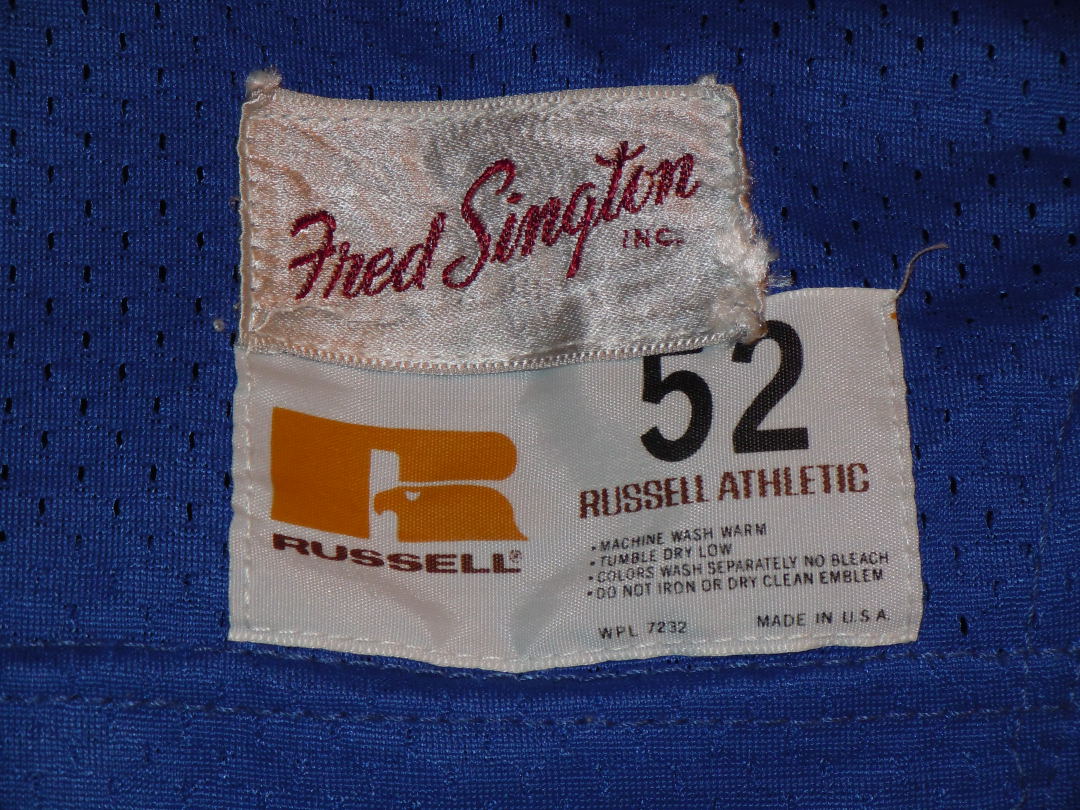 Fred Sington
INC.
52
RUSSELL ATHLETIC
RUSSELL®
• MACHINE WASH WARM
• TUMBLE DRY LOW
• COLORS WASH SEPARATELY NO BLEACH
• DO NOT IRON OR DRY CLEAN EMBLEM
WPL 7232 MADE IN U.S.A.